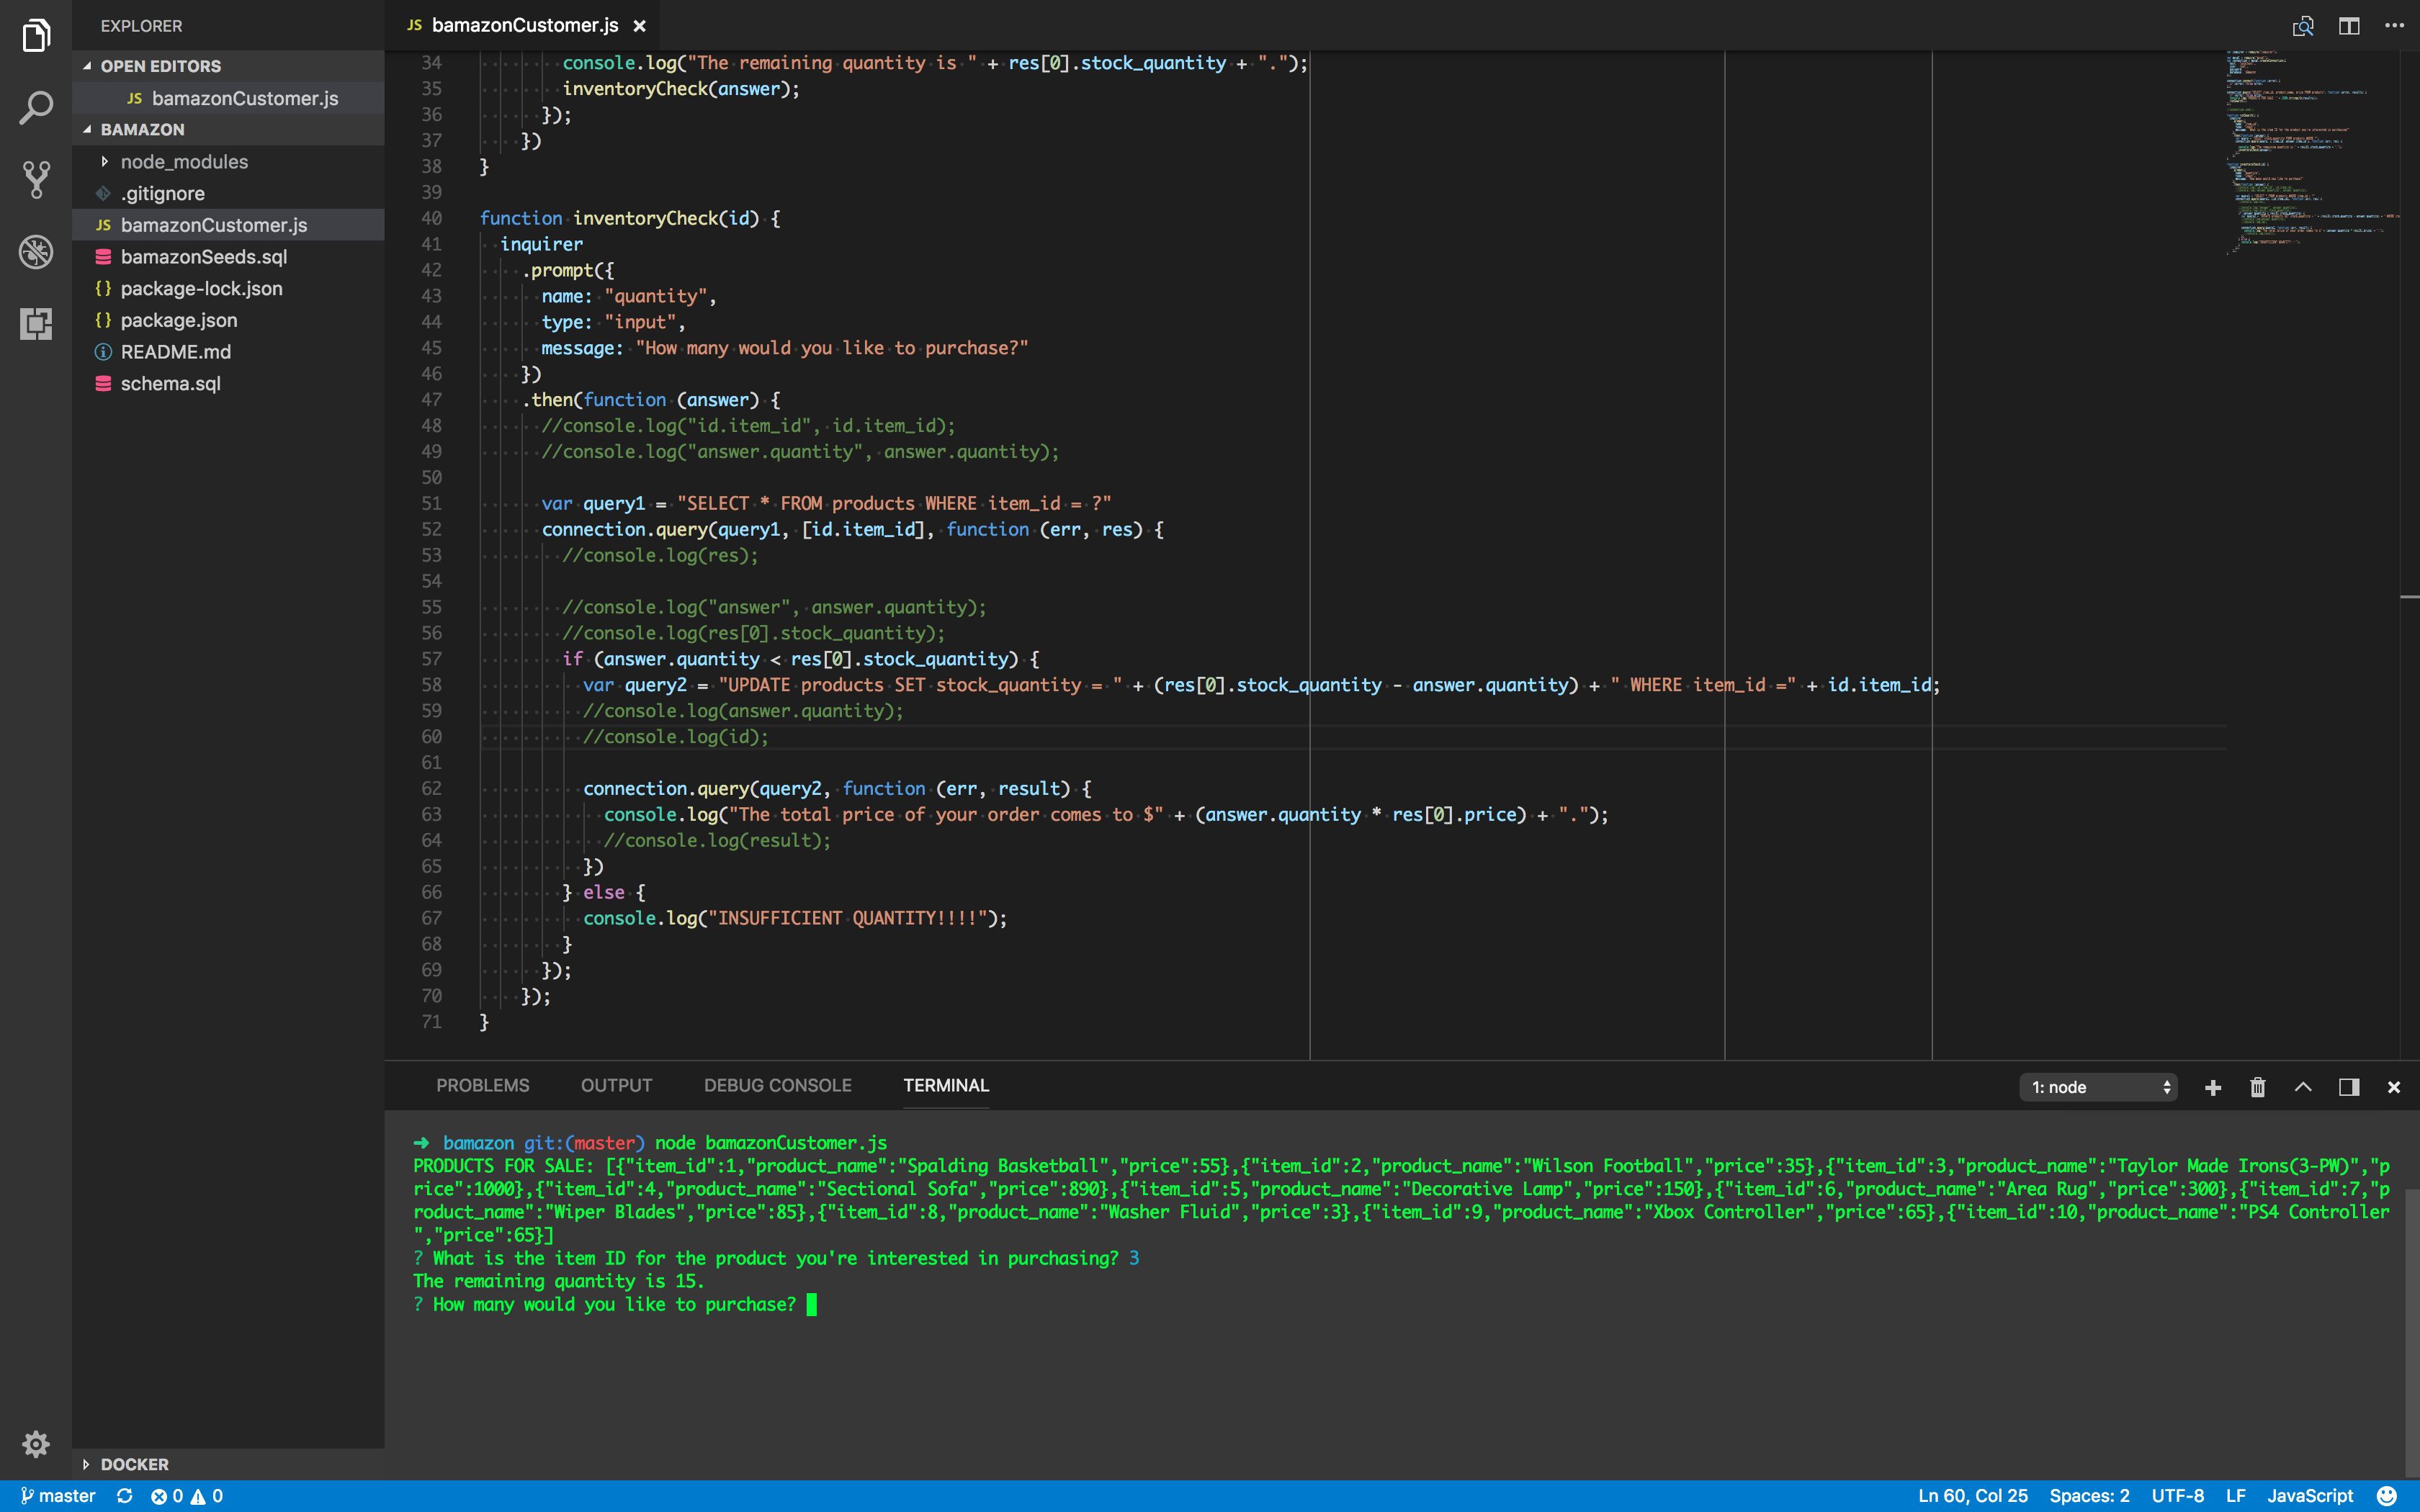 EXPLORER
OPEN EDITORS
JS bamazonCustomer.js
BAMAZON
node_modules
.gitignore
JS bamazonCustomer.js
bamazonSeeds.sql
{} package-lock.json
{} package.json
README.md
schema.sql
DOCKER
JS bamazonCustomer.js
34 console.log("The remaining quantity is " + res[0].stock_quantity + ".");
35 inventoryCheck(answer);
36 });
37 })
38 }
39
40 function inventoryCheck(id) {
41 inquirer
42 .prompt({
43 name: "quantity",
44 type: "input",
45 message: "How many would you like to purchase?"
46 })
47 .then(function (answer) {
48 //console.log("id.item_id", id.item_id);
49 //console.log("answer.quantity", answer.quantity);
50
51 var query1 = "SELECT * FROM products WHERE item_id = ?"
52 connection.query(query1, [id.item_id], function (err, res) {
53 //console.log(res);
54
55 //console.log("answer", answer.quantity);
56 //console.log(res[0].stock_quantity);
57 if (answer.quantity < res[0].stock_quantity) {
58 var query2 = "UPDATE products SET stock_quantity = " + (res[0].stock_quantity - answer.quantity) + " WHERE item_id =" + id.item_id;
59 //console.log(answer.quantity);
60 //console.log(id);
61
62 connection.query(query2, function (err, result) {
63 console.log("The total price of your order comes to $" + (answer.quantity * res[0].price) + ".");
64 //console.log(result);
65 })
66 } else {
67 console.log("INSUFFICIENT QUANTITY!!!!");
68 }
69 });
70 });
71 }
PROBLEMS OUTPUT DEBUG CONSOLE TERMINAL 1: node
➜ bamazon git:(master) node bamazonCustomer.js
PRODUCTS FOR SALE: [{"item_id":1,"product_name":"Spalding Basketball","price":55},{"item_id":2,"product_name":"Wilson Football","price":35},{"item_id":3,"product_name":"Taylor Made Irons(3-PW)","p
rice":1000},{"item_id":4,"product_name":"Sectional Sofa","price":890},{"item_id":5,"product_name":"Decorative Lamp","price":150},{"item_id":6,"product_name":"Area Rug","price":300},{"item_id":7,"p
roduct_name":"Wiper Blades","price":85},{"item_id":8,"product_name":"Washer Fluid","price":3},{"item_id":9,"product_name":"Xbox Controller","price":65},{"item_id":10,"product_name":"PS4 Controller
","price":65}]
? What is the item ID for the product you're interested in purchasing? 3
The remaining quantity is 15.
? How many would you like to purchase?
master 0 0 Ln 60, Col 25 Spaces: 2 UTF-8 LF JavaScript